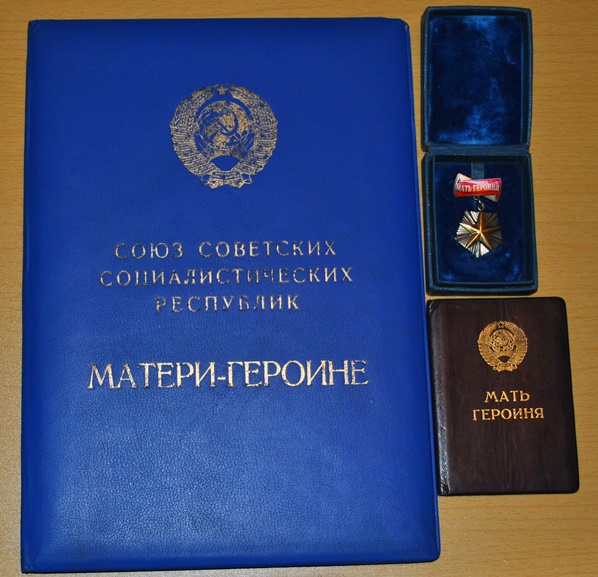 СОЮЗ СОВЕТСКИХ
СОЦИАЛИСТИЧЕСКИХ
РЕСПУБЛИК
МАТЕРИ-ГЕРОИНЕ
МАТЬ ГЕРОИНЯ
МАТЬ
ГЕРОИНЯ